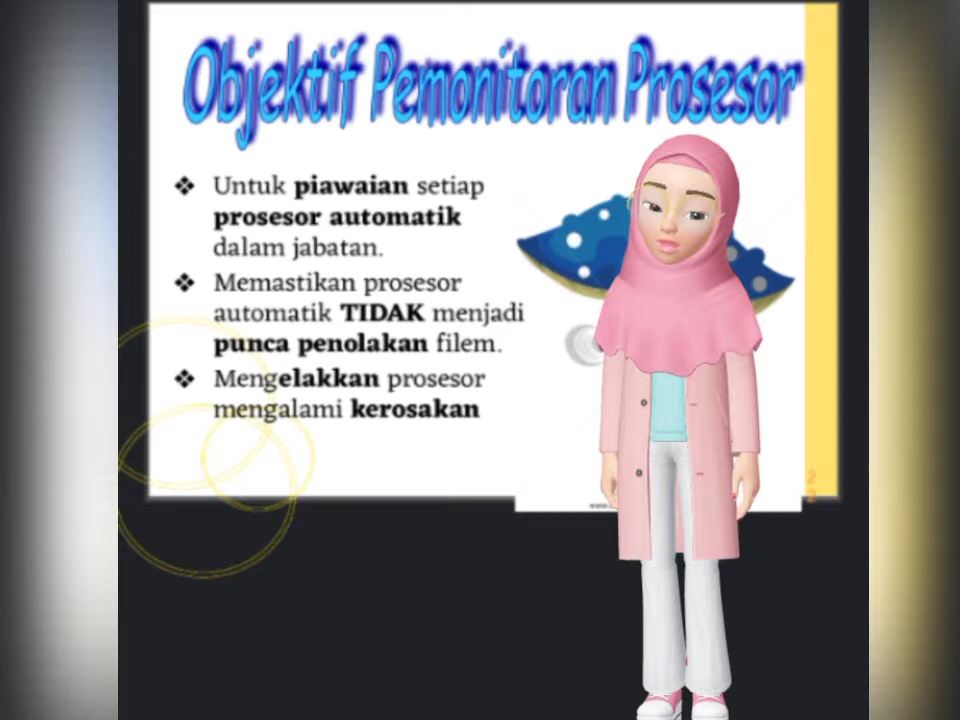 Objektif Pemonitoran Prosesor
❖ Untuk piawaian setiap
prosesor automatik
dalam jabatan.
❖ Memastikan prosesor
automatik TIDAK menjadi
punca penolakan filem.
❖ Mengelakkan prosesor
mengalami kerosakan